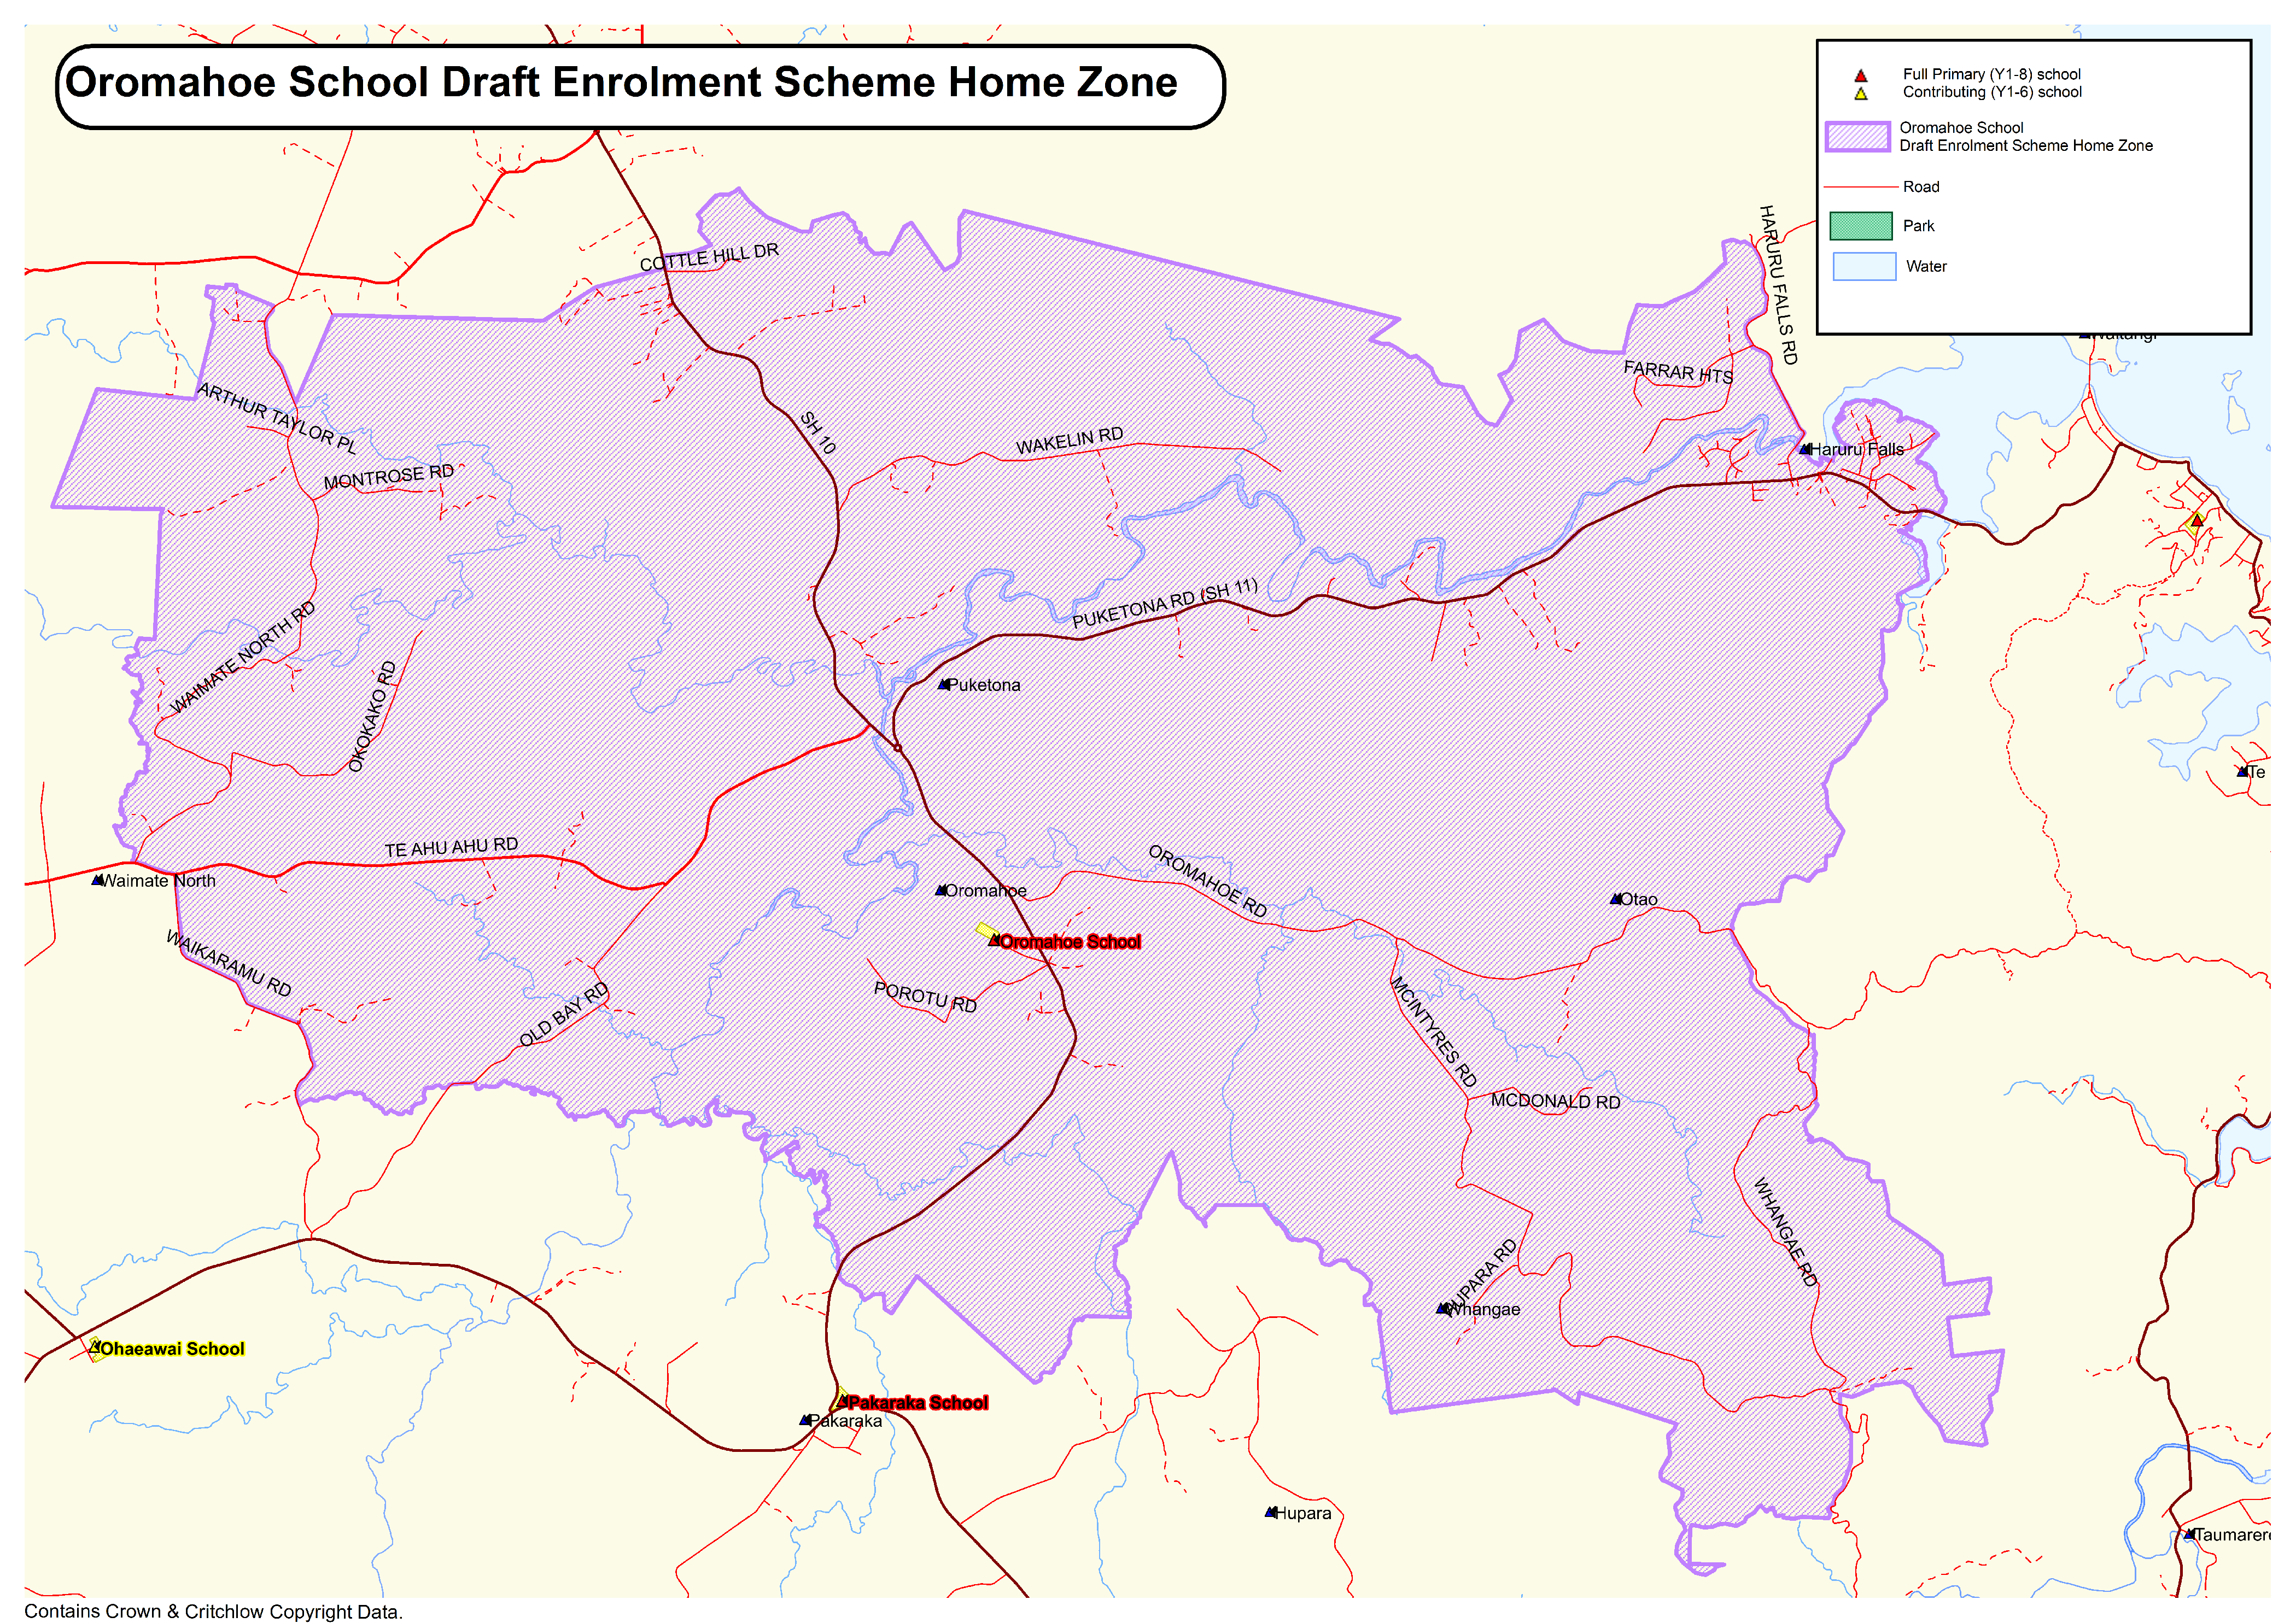 Oromahoe School Draft Enrolment Scheme Home Zone
Full Primary (Y1-8) school
Contributing (Y1-6) school
Oromahoe School
Draft Enrolment Scheme Home Zone
Road
Park
Water
HARURU FALLS RD
COTTLE HILL DR
FARRAR HTS
ARTHUR TAYLOR PL
SH 10
WAKELIN RD
Haruru Falls
MONTROSE RD
PUKETONA RD (SH 11)
WAIMATE NORTH RD
OKOKAKO RD
Puketona
Te
TE AHU AHU RD
Waimate North
OROMAHOE RD
Oromahoe
Otao
Oromahoe School
WAIKARAMU RD
POROTU RD
OLD BAY RD
MCINTYRES RD
MCDONALD RD
WHANGAE RD
Whangae
Ohaeawai School
Pakaraka School
Pakaraka
Hupara
Contains Crown & Critchlow Copyright Data.